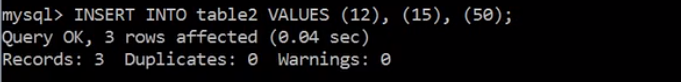 mysql> INSERT INTO table2 VALUES (12), (15), (50);
Query OK, 3 rows affected (0.04 sec)
Records: 3  Duplicates: 0  Warnings: 0